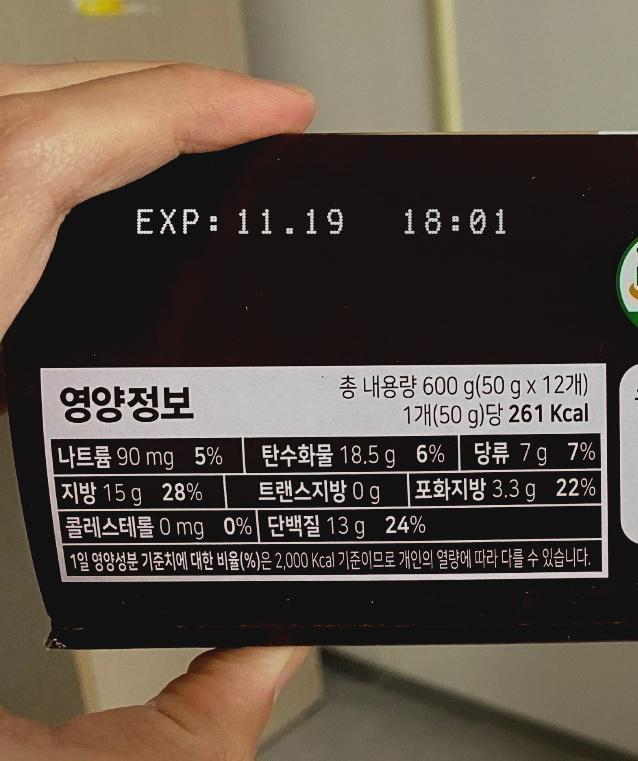 EXP: 11.19 18:01
영양정보
총 내용량 600 g(50 g x 12개)
1개(50 g)당 261 Kcal
나트륨 90 mg 5% 탄수화물 18.5 g 6% 당류 7 g 7%
지방 15 g 28% 트랜스지방 0 g 포화지방 3.3 g 22%
콜레스테롤 0 mg 0% 단백질 13 g 24%
1일 영양성분 기준치에 대한 비율(%)은 2,000 Kcal 기준이므로 개인의 열량에 따라 다를 수 있습니다.